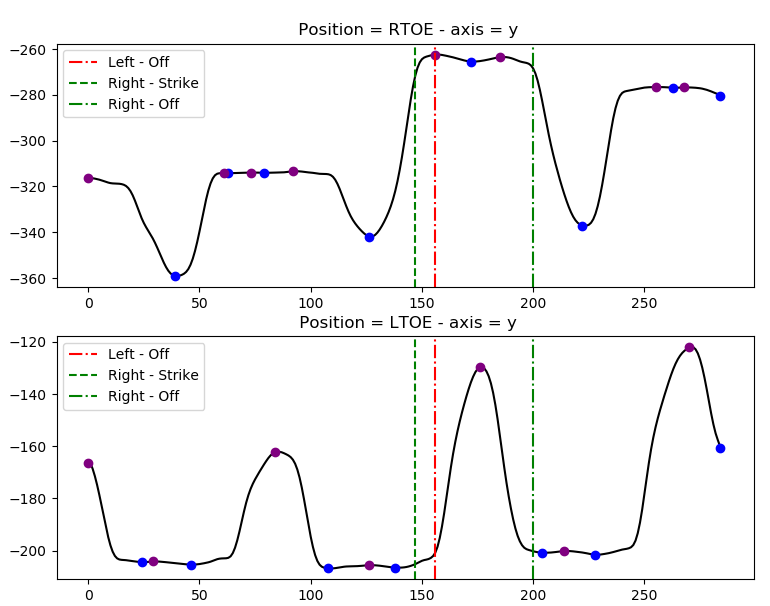 Position = RTOE - axis = y
−260
−280
−300
−320
−340
−360
Left - Off
Right - Strike
Right - Off
0 50 100 150 200 250
Position = LTOE - axis = y
−120
−140
−160
−180
−200
Left - Off
Right - Strike
Right - Off
0 50 100 150 200 250